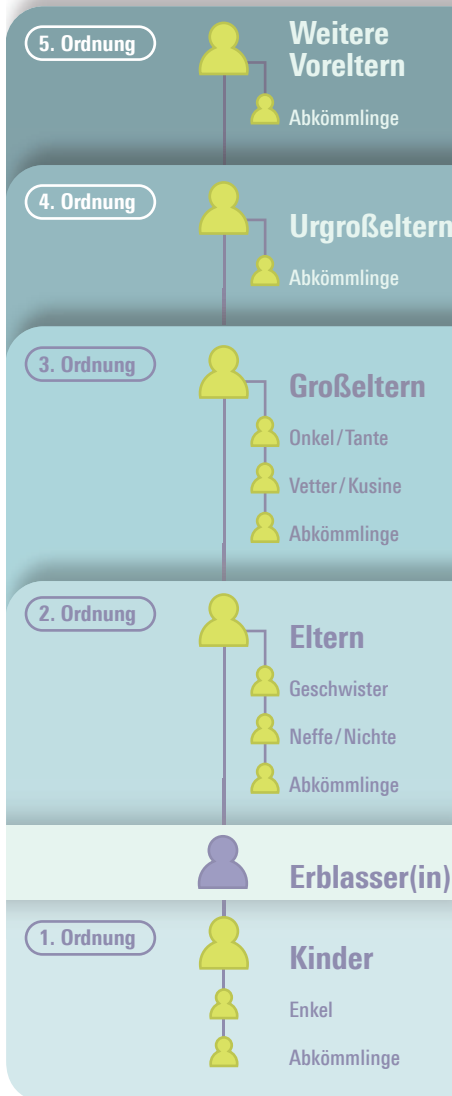 5. Ordnung
Weitere
Voreltern
Abkömmlinge
4. Ordnung
Urgroßeltern
Abkömmlinge
3. Ordnung
Großeltern
Onkel/Tante
Vetter/Kusine
Abkömmlinge
2. Ordnung
Eltern
Geschwister
Neffe/Nichte
Abkömmlinge
Erblasser(in)
1. Ordnung
Kinder
Enkel
Abkömmlinge